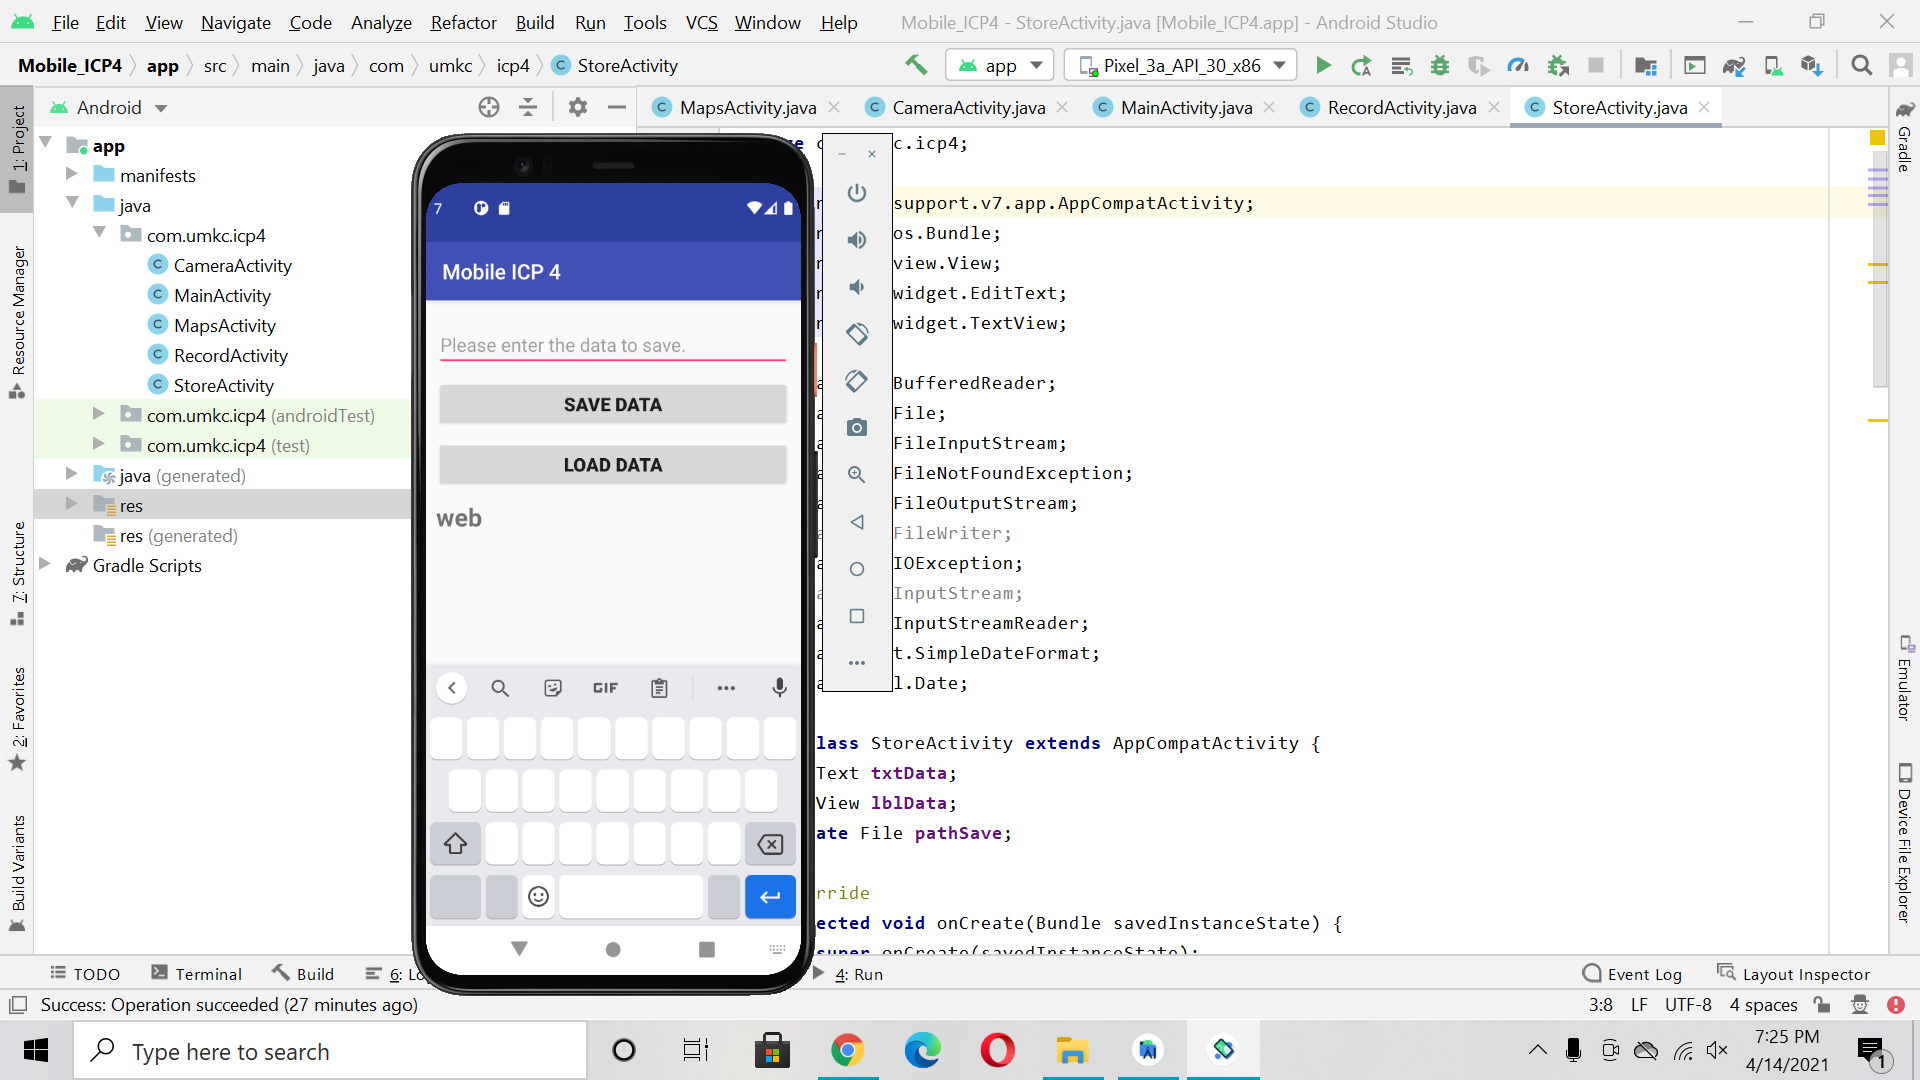 File Edit View Navigate Code Analyze Refactor Build Run Tools VCS Window Help Mobile_ICP4 - StoreActivity.java [Mobile_ICP4.app] - Android Studio
Mobile_ICP4 app src main java com umkc icp4 StoreActivity app Pixel_3a_API_30_x86
Android MapsActivity.java CameraActivity.java MainActivity.java RecordActivity.java StoreActivity.java
1: Project
Resource Manager
7: Structure
2: Favorites
Build Variants
app
manifests
java
com.umkc.icp4
CameraActivity
MainActivity
MapsActivity
RecordActivity
StoreActivity
com.umkc.icp4 (androidTest)
com.umkc.icp4 (test)
java (generated)
res
res (generated)
Gradle Scripts
7
Mobile ICP 4
Please enter the data to save.
SAVE DATA
LOAD DATA
web
GIF
c.icp4;
support.v7.app.AppCompatActivity;
os.Bundle;
view.View;
widget.EditText;
widget.TextView;
BufferedReader;
File;
FileInputStream;
FileNotFoundException;
FileOutputStream;
FileWriter;
IOException;
InputStream;
InputStreamReader;
t.SimpleDateFormat;
l.Date;
lass StoreActivity extends AppCompatActivity {
Text txtData;
View lblData;
ate File pathSave;
rride
ected void onCreate(Bundle savedInstanceState) {
super.onCreate(savedInstanceState);
Gradle
Emulator
Device File Explorer
TODO Terminal Build 6: Lo 4: Run Event Log Layout Inspector
Success: Operation succeeded (27 minutes ago) 3:8 LF UTF-8 4 spaces
Type here to search
7:25 PM
4/14/2021
1